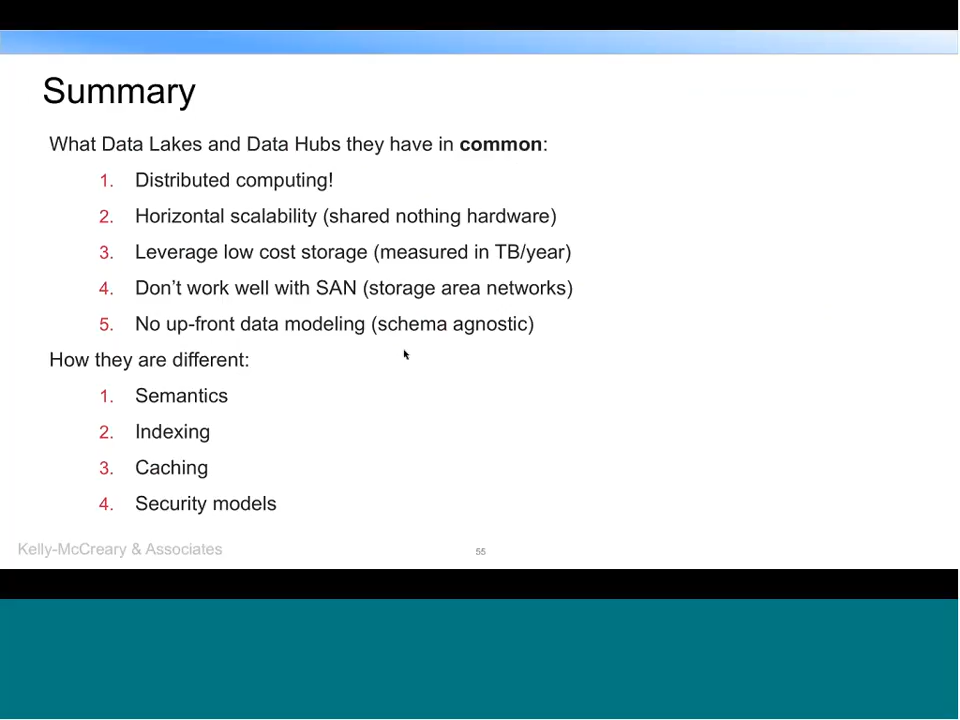 Summary
What Data Lakes and Data Hubs they have in common:
1. Distributed computing!
2. Horizontal scalability (shared nothing hardware)
3. Leverage low cost storage (measured in TB/year)
4. Don't work well with SAN (storage area networks)
5. No up-front data modeling (schema agnostic)
How they are different:
1. Semantics
2. Indexing
3. Caching
4. Security models
Kelly-McCreary & Associates
55